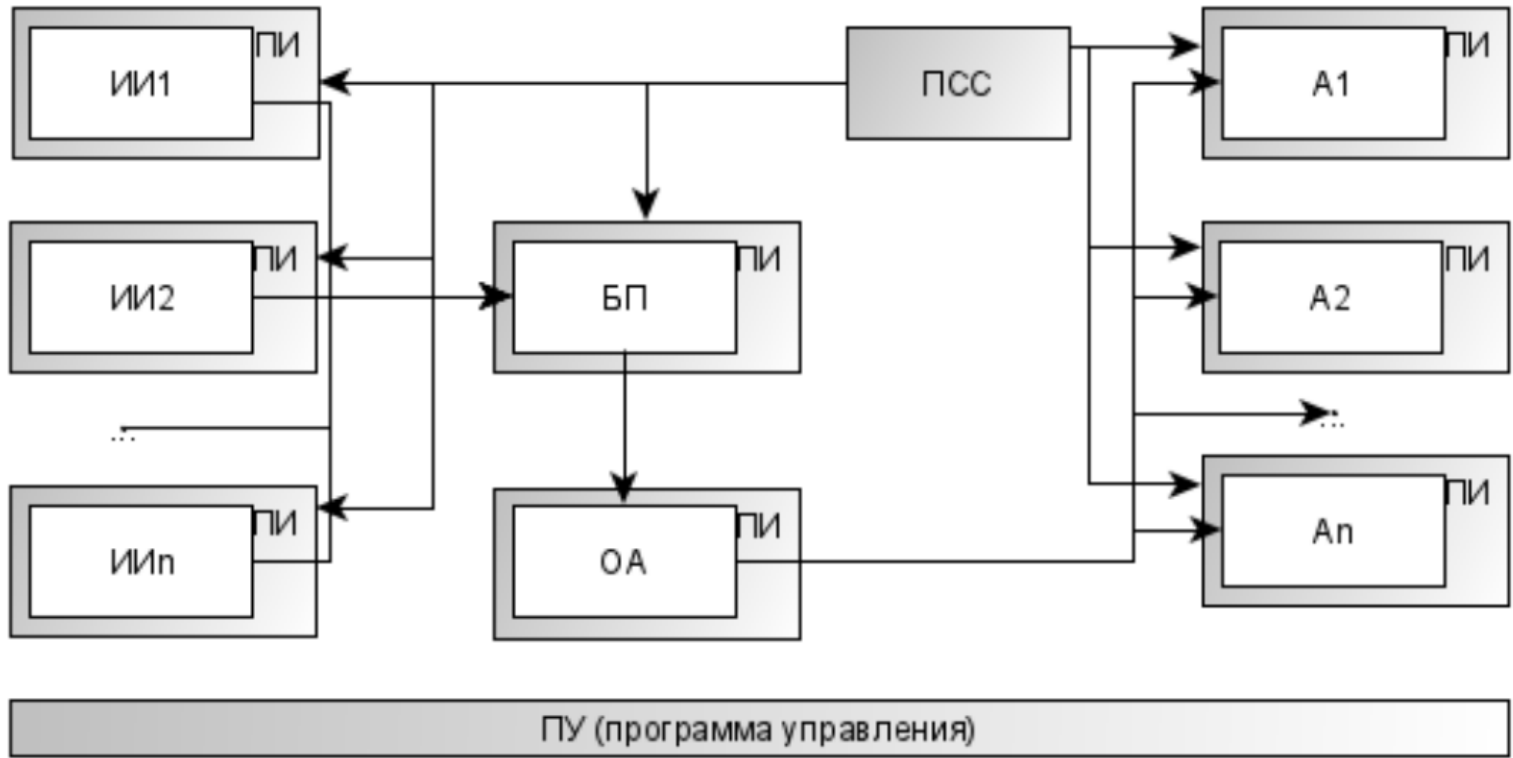 ПИ
ИИ1
ПСС
ПИ
А1
ПИ
ИИ2
ПИ
БП
ПИ
А2
...
...
ПИ
ИИn
ПИ
ОА
ПИ
Аn
ПУ (программа управления)